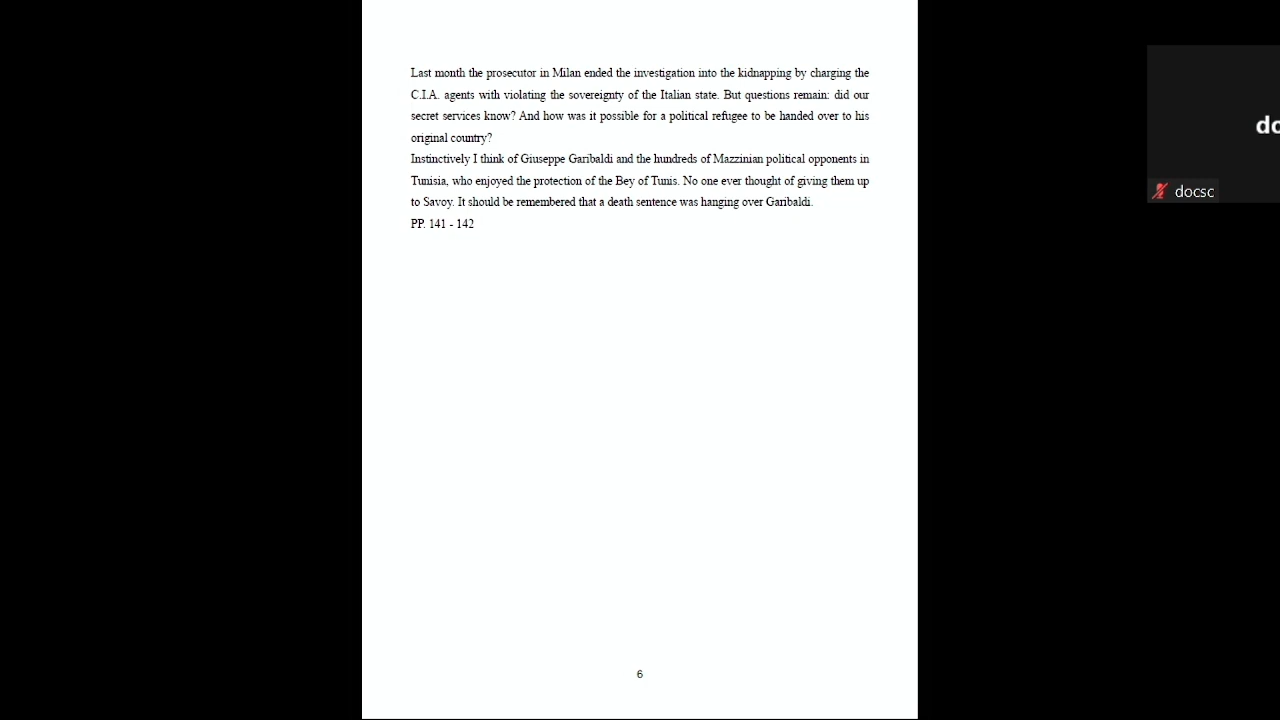 Last month the prosecutor in Milan ended the investigation into the kidnapping by charging the
C.I.A. agents with violating the sovereignty of the Italian state. But questions remain: did our
secret services know? And how was it possible for a political refugee to be handed over to his
original country?
Instinctively I think of Giuseppe Garibaldi and the hundreds of Mazzinian political opponents in
Tunisia, who enjoyed the protection of the Bey of Tunis. No one ever thought of giving them up
to Savoy. It should be remembered that a death sentence was hanging over Garibaldi.
PP. 141 - 142
6
do
docsc